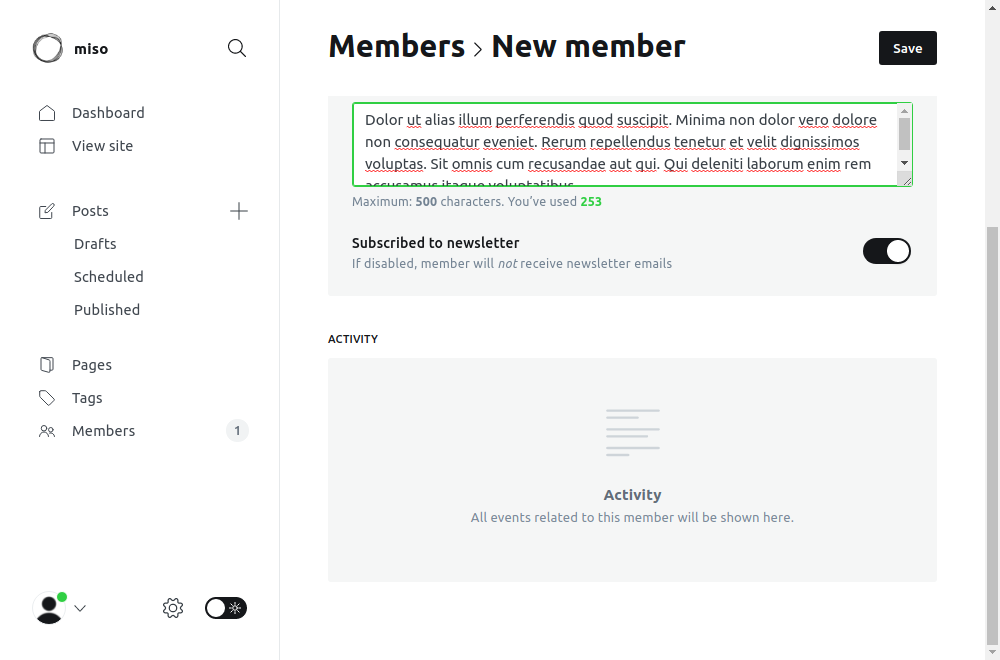 miso
Members > New member
Save
Dashboard
View site
Posts
Drafts
Scheduled
Published
Pages
Tags
Members 1
Dolor ut alias illum perferendis quod suscipit. Minima non dolor vero dolore
non consequatur eveniet. Rerum repellendus tenetur et velit dignissimos
voluptas. Sit omnis cum recusandae aut qui. Qui deleniti laborum enim rem
accusamus itaque voluptatibus.
Maximum: 500 characters. You’ve used 253
Subscribed to newsletter
If disabled, member will not receive newsletter emails
ACTIVITY
Activity
All events related to this member will be shown here.